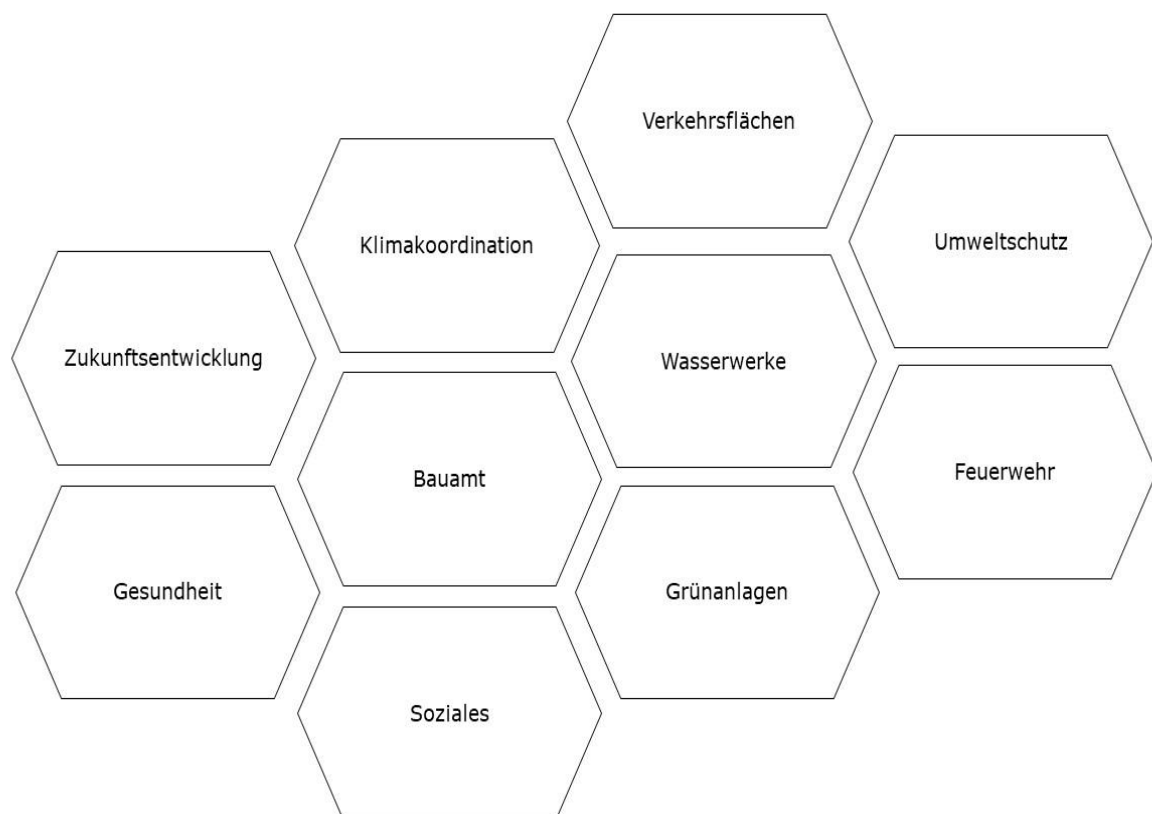 Verkehrsflächen
Klimakoordination
Umweltschutz
Zukunftsentwicklung
Wasserwerke
Bauamt
Feuerwehr
Gesundheit
Grünanlagen
Soziales